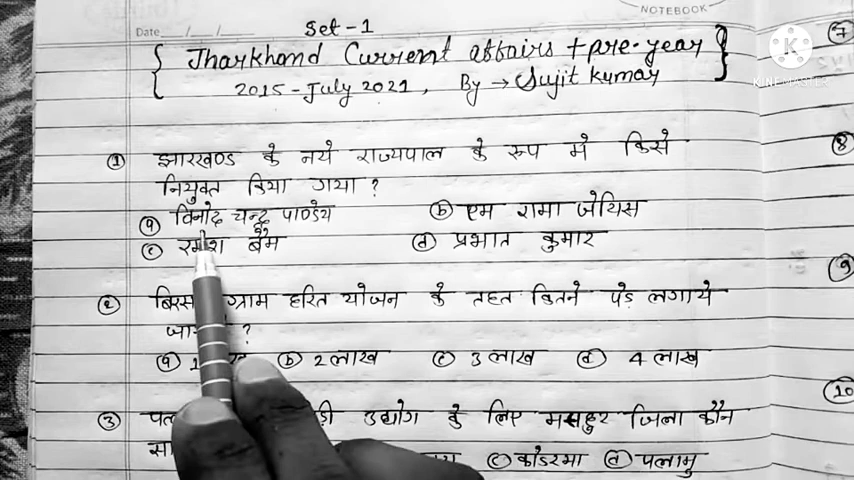 NOTEBOOK
Date
Set-1
Jharkhand Current affairs + pre-year
2015-July 2021, By → Sujit Kumar
KINEMASTER
① झारखण्ड के नये राज्यपाल के रूप मे किसे
नियुक्त किया गया ?
ⓐ विनोद चन्द्र पाण्डेय ⓑ एम रामा जोयिस
ⓒ रमेश बैस ⓓ प्रभात कुमार
② ग्राम हरित योजन के तहत कितने पेड़ लगाये
?
ⓐ 1 ⓑ 2 लाख ⓒ 3 लाख ⓓ 4 लाख
③ उद्योग के लिए मसहुर जिला कौन
सा
ⓒ कोडरमा ⓓ पलामु
⑦
⑧
⑨
⑩